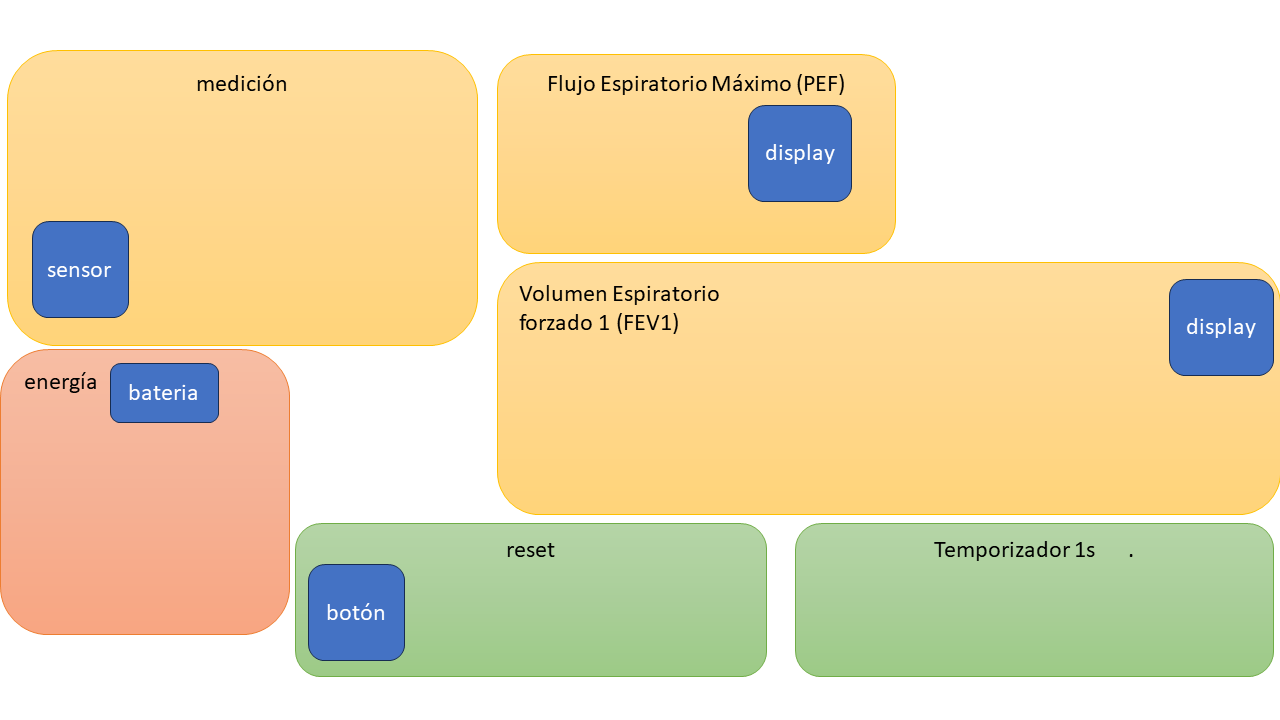 medición
sensor
Flujo Espiratorio Máximo (PEF)
display
Volumen Espiratorio
forzado 1 (FEV1)
display
energía
bateria
reset
botón
Temporizador 1s .